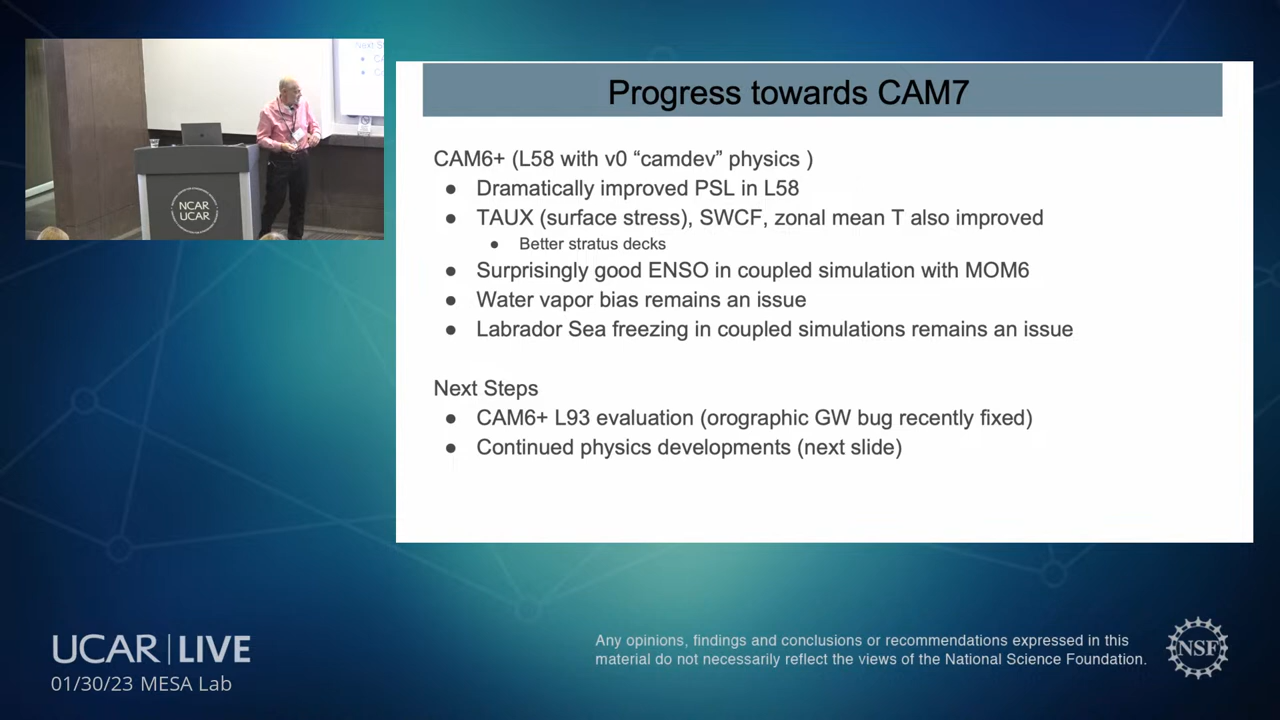 Progress towards CAM7
CAM6+ (L58 with v0 “camdev” physics )
● Dramatically improved PSL in L58
● TAUX (surface stress), SWCF, zonal mean T also improved
● Better stratus decks
● Surprisingly good ENSO in coupled simulation with MOM6
● Water vapor bias remains an issue
● Labrador Sea freezing in coupled simulations remains an issue
Next Steps
● CAM6+ L93 evaluation (orographic GW bug recently fixed)
● Continued physics developments (next slide)
NCAR
UCAR
UCAR | LIVE
01/30/23 MESA Lab
Any opinions, findings and conclusions or recommendations expressed in this
material do not necessarily reflect the views of the National Science Foundation.
NSF